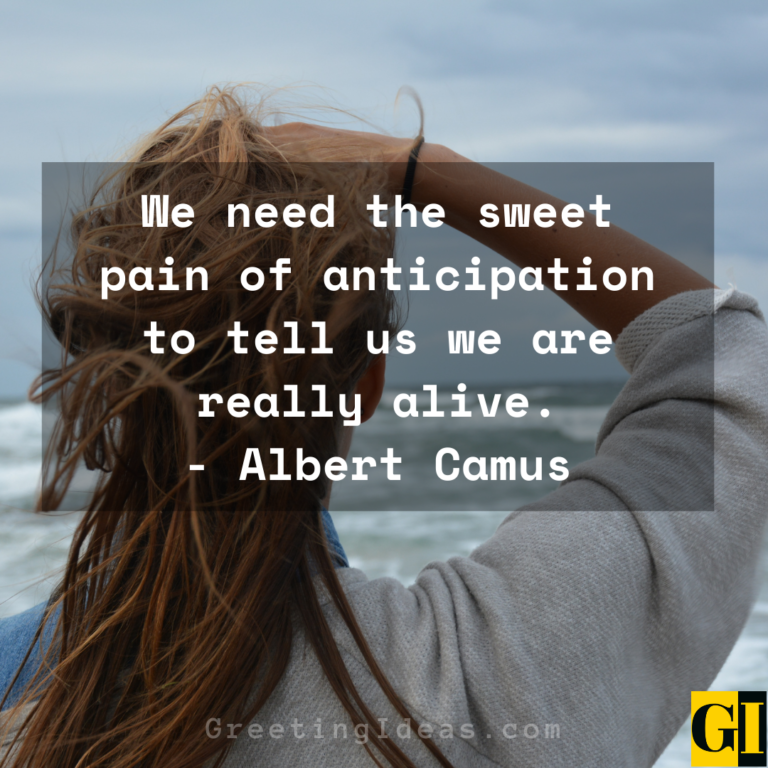 We need the sweet
pain of anticipation
to tell us we are
really alive.
- Albert Camus
GreetingIdeas.com
GI